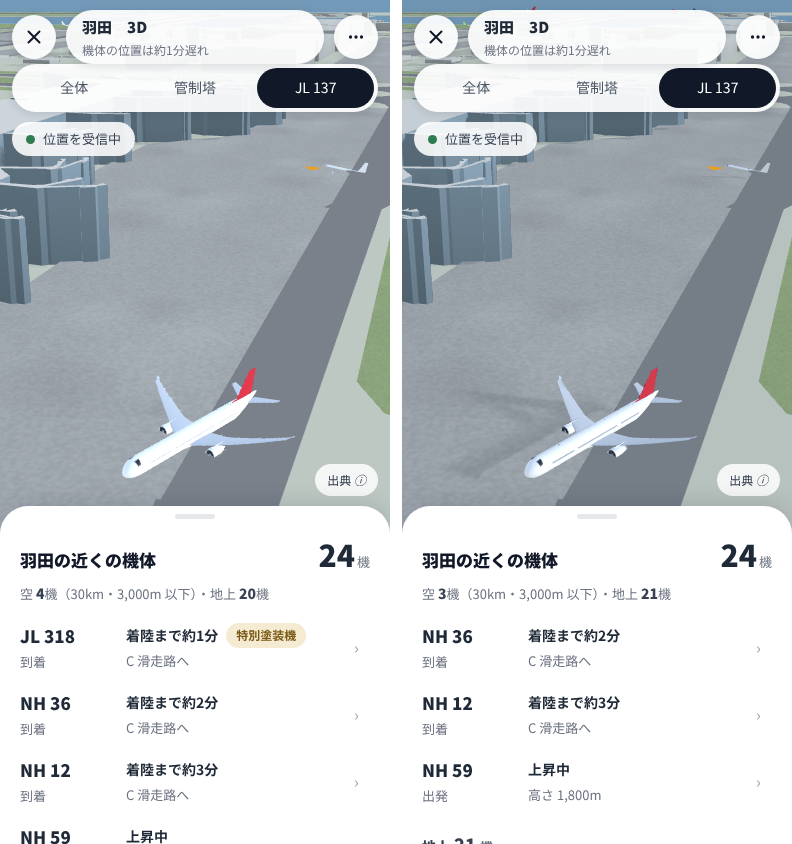 羽田 3D
機体の位置は約1分遅れ
全体 管制塔 JL 137
位置を受信中
出典 ⓘ
羽田の近くの機体 24機
空 4機（30km・3,000m 以下）・地上 20機
JL 318 着陸まで約1分 特別塗装機
到着 C 滑走路へ
NH 36 着陸まで約2分
到着 C 滑走路へ
NH 12 着陸まで約3分
到着 C 滑走路へ
NH 59 上昇中
羽田 3D
機体の位置は約1分遅れ
全体 管制塔 JL 137
位置を受信中
出典 ⓘ
羽田の近くの機体 24機
空 3機（30km・3,000m 以下）・地上 21機
NH 36 着陸まで約2分
到着 C 滑走路へ
NH 12 着陸まで約3分
到着 C 滑走路へ
NH 59 上昇中
出発 高さ 1,800m
地上 21 機